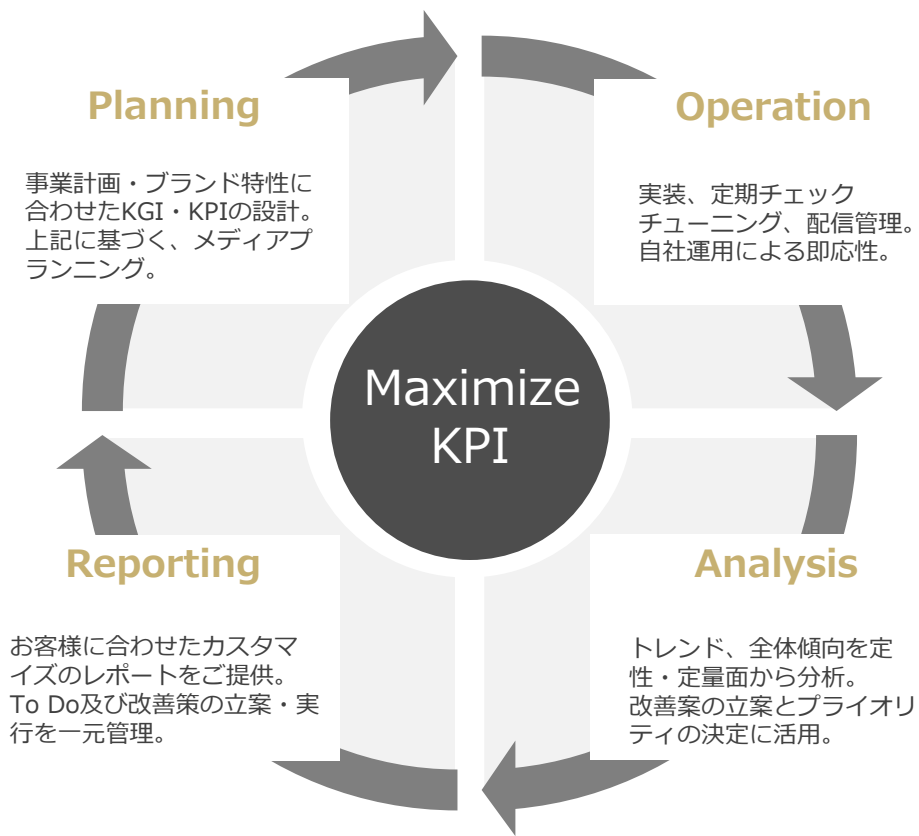 Planning
事業計画・ブランド特性に
合わせたKGI・KPIの設計。
上記に基づく、メディアプ
ランニング。
Operation
実装、定期チェック
チューニング、配信管理。
自社運用による即応性。
Maximize
KPI
Reporting
お客様に合わせたカスタマ
イズのレポートをご提供。
To Do及び改善策の立案・実
行を一元管理。
Analysis
トレンド、全体傾向を定
性・定量面から分析。
改善案の立案とプライオリ
ティの決定に活用。